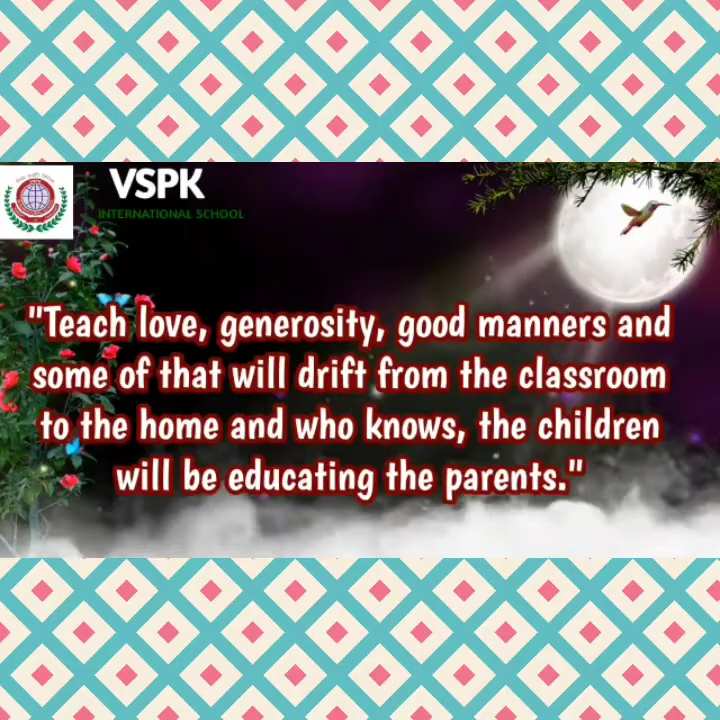 VSPK
INTERNATIONAL SCHOOL
"Teach love, generosity, good manners and
some of that will drift from the classroom
to the home and who knows, the children
will be educating the parents."